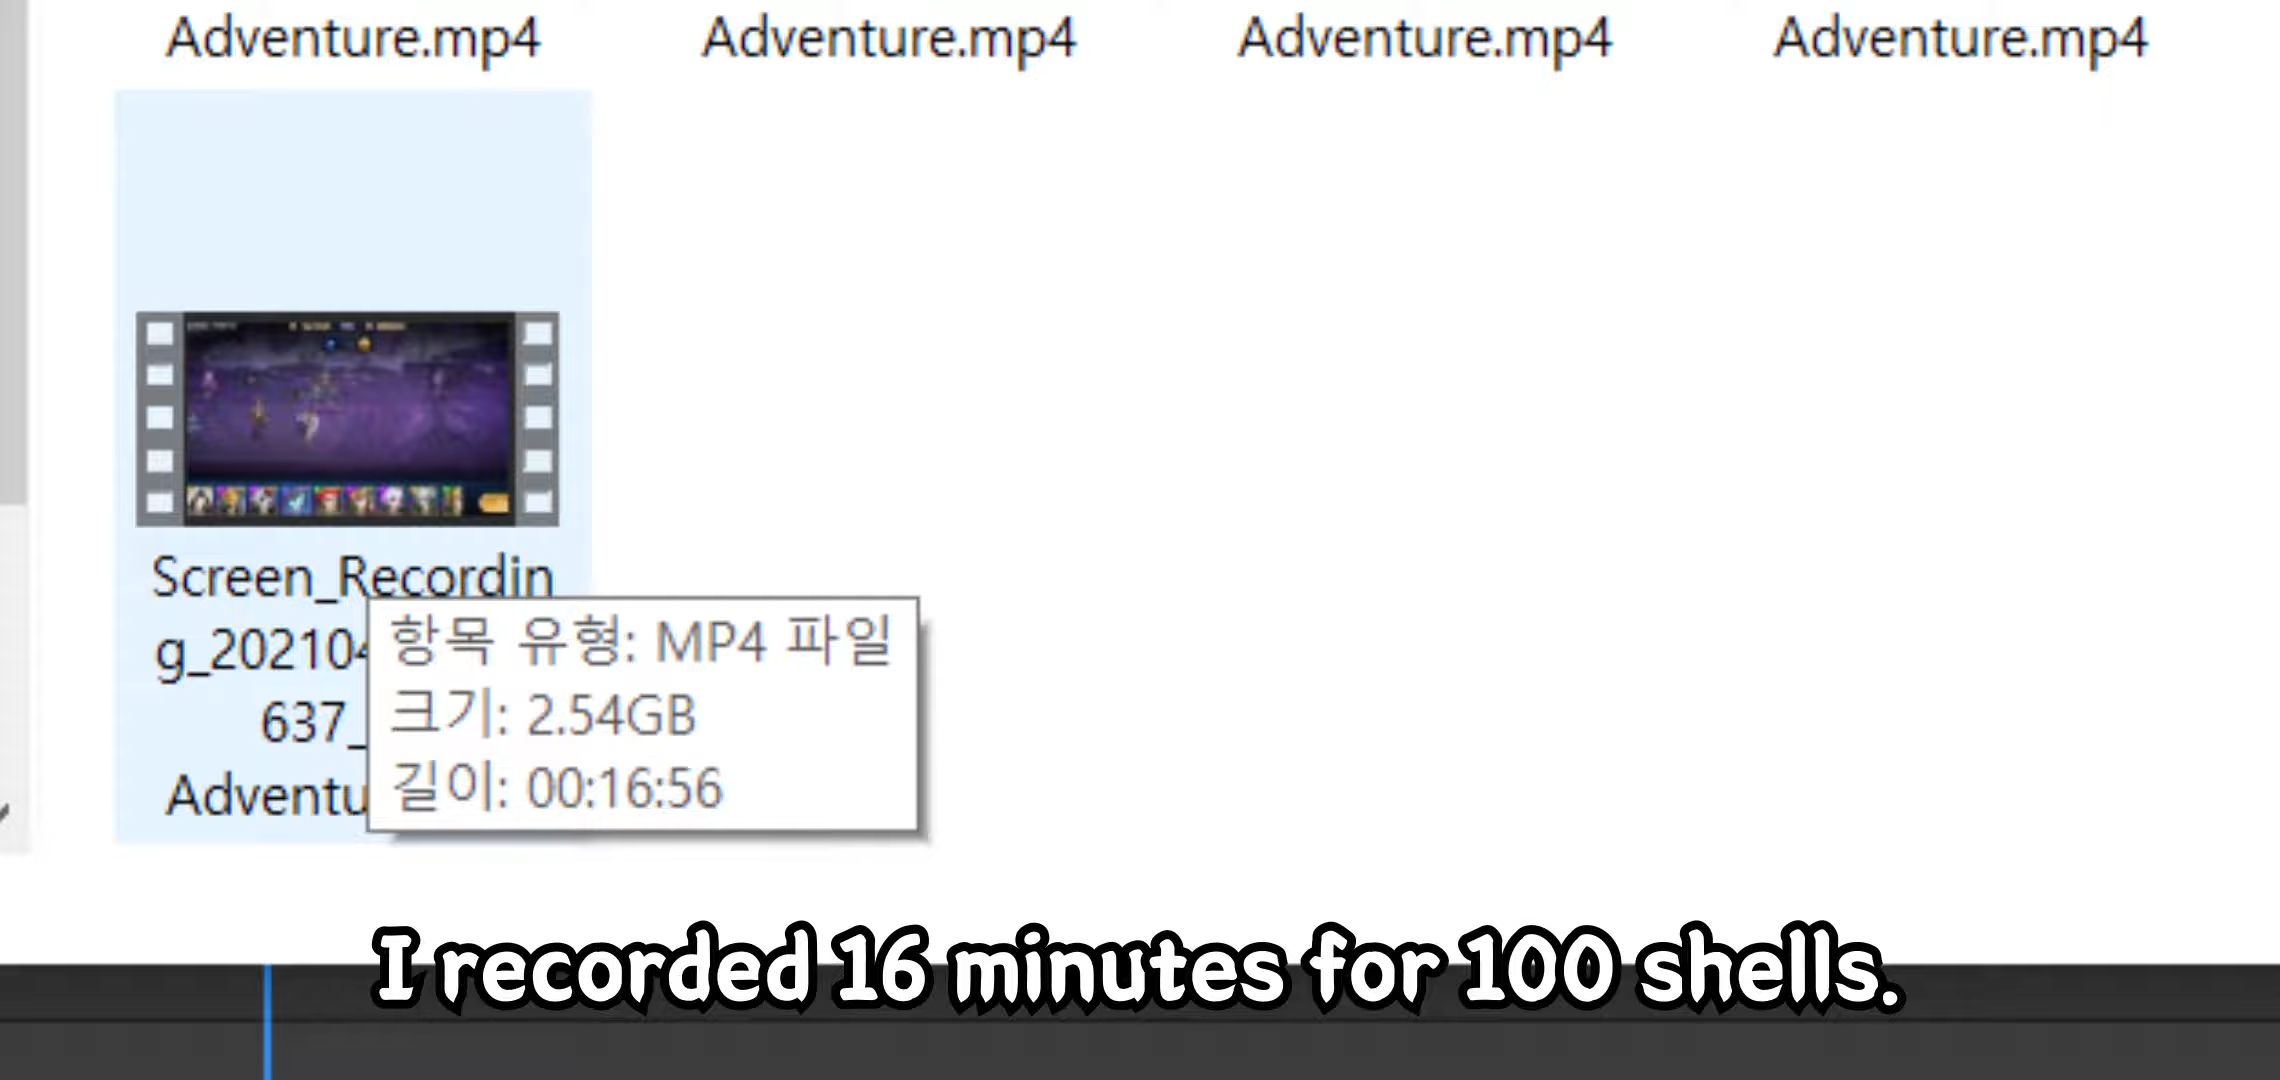 Adventure.mp4 Adventure.mp4 Adventure.mp4 Adventure.mp4
Screen_Recordin
g_202104
637_
Adventu
항목 유형: MP4 파일
크기: 2.54GB
길이: 00:16:56
I recorded 16 minutes for 100 shells.